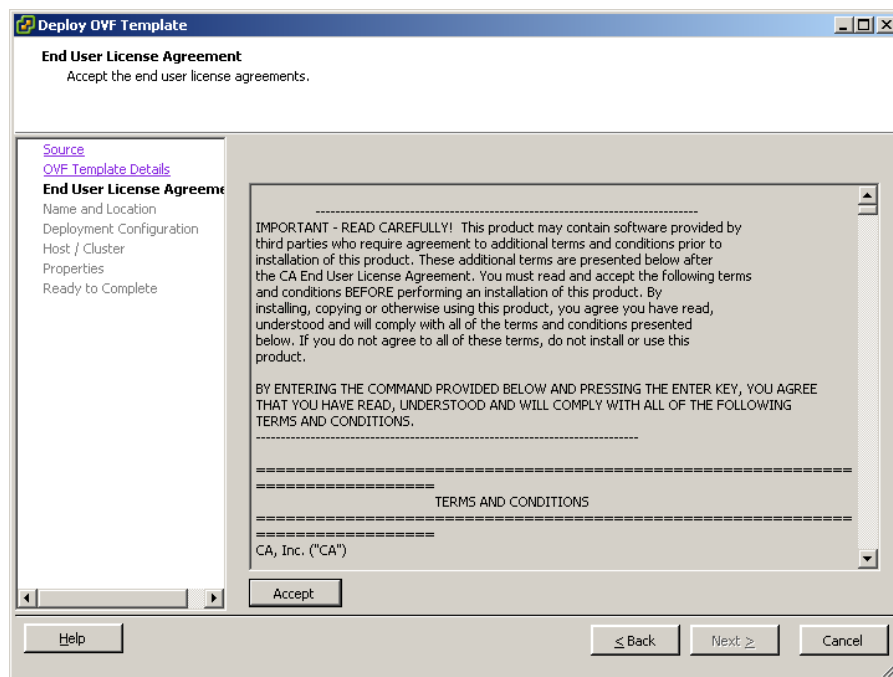 Deploy OVF Template
End User License Agreement
Accept the end user license agreements.
Source
OVF Template Details
End User License Agreeme
Name and Location
Deployment Configuration
Host / Cluster
Properties
Ready to Complete
--------------------------------------------------------------------------------
IMPORTANT - READ CAREFULLY!  This product may contain software provided by
third parties who require agreement to additional terms and conditions prior to
installation of this product. These additional terms are presented below after
the CA End User License Agreement. You must read and accept the following terms
and conditions BEFORE performing an installation of this product. By
installing, copying or otherwise using this product, you agree you have read,
understood and will comply with all of the terms and conditions presented
below. If you do not agree to all of these terms, do not install or use this
product.
BY ENTERING THE COMMAND PROVIDED BELOW AND PRESSING THE ENTER KEY, YOU AGREE
THAT YOU HAVE READ, UNDERSTOOD AND WILL COMPLY WITH ALL OF THE FOLLOWING
TERMS AND CONDITIONS.
--------------------------------------------------------------------------------
============================================================
==================
TERMS AND CONDITIONS
============================================================
==================
CA, Inc. ("CA")
Accept
Help
< Back
Next >
Cancel